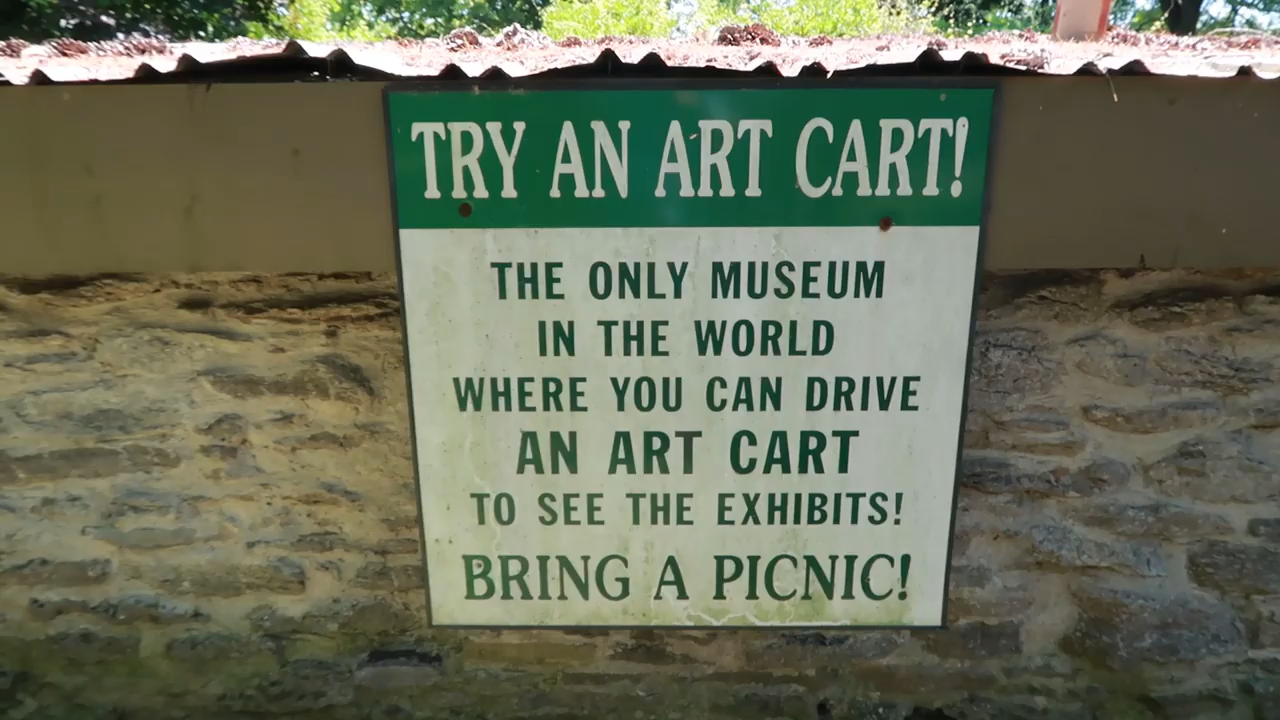 TRY AN ART CART!
THE ONLY MUSEUM
IN THE WORLD
WHERE YOU CAN DRIVE
AN ART CART
TO SEE THE EXHIBITS!
BRING A PICNIC!